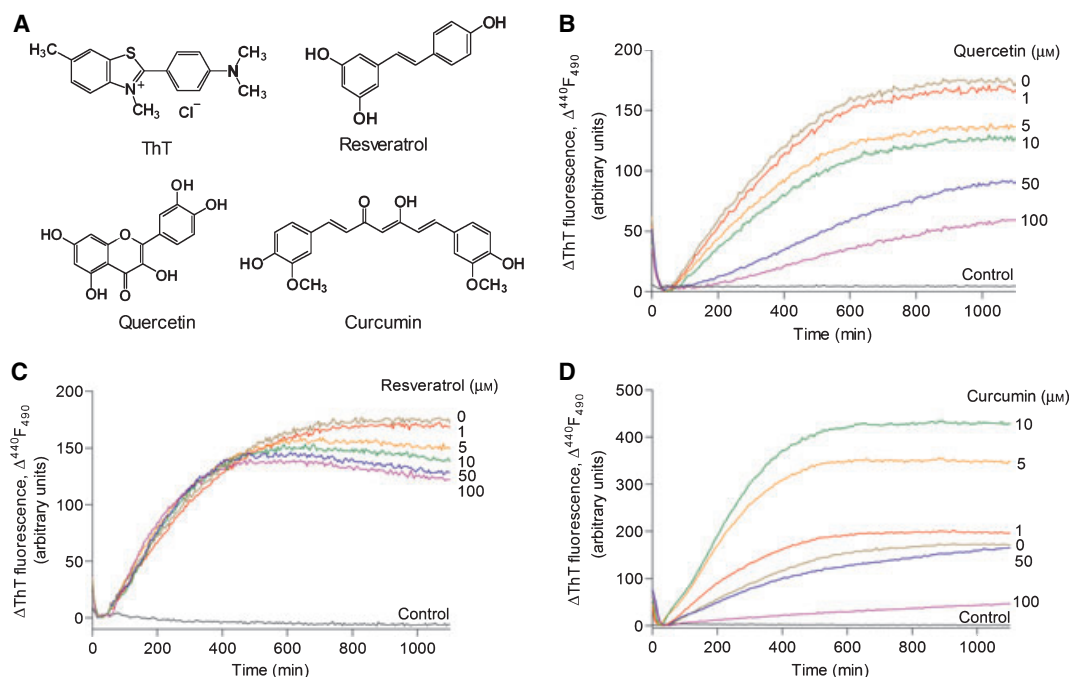 A
CH₃
S
N⁺
CH₃
Cl⁻
N
CH₃
CH₃
ThT
HO
OH
OH
Resveratrol
OH
OH
HO
O
OH
OH
O
Quercetin
O
OH
HO
OCH₃
OH
OCH₃
Curcumin
B
ΔThT fluorescence, Δ⁴⁴⁰F₄₉₀
(arbitrary units)
200
150
100
50
0
0 200 400 600 800 1000
Time (min)
Quercetin (μM)
0
1
5
10
50
100
Control
C
ΔThT fluorescence, Δ⁴⁴⁰F₄₉₀
(arbitrary units)
200
150
100
50
0
0 200 400 600 800 1000
Time (min)
Resveratrol (μM)
0
1
5
10
50
100
Control
D
ΔThT fluorescence, Δ⁴⁴⁰F₄₉₀
(arbitrary units)
500
400
300
200
100
0
0 200 400 600 800 1000
Time (min)
Curcumin (μM)
10
5
1
0
50
100
Control